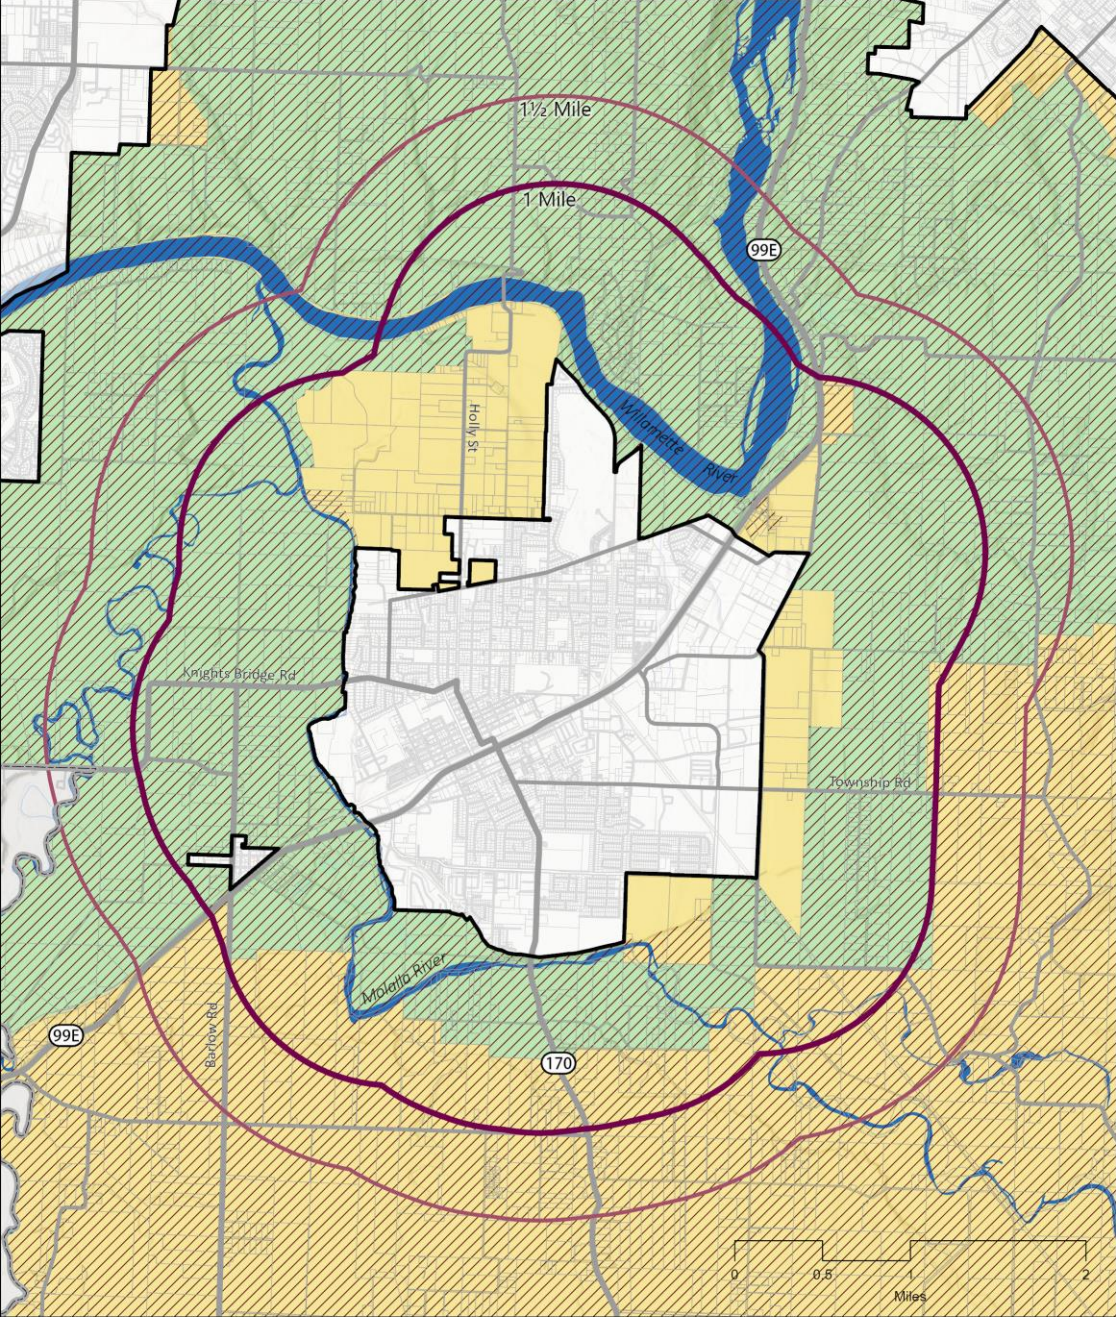 1½ Mile
1 Mile
99E
Holly St
Willamette
River
Knights Bridge Rd
Township Rd
Molalla River
Barlow Rd
99E
170
0
0.5
1
2
Miles